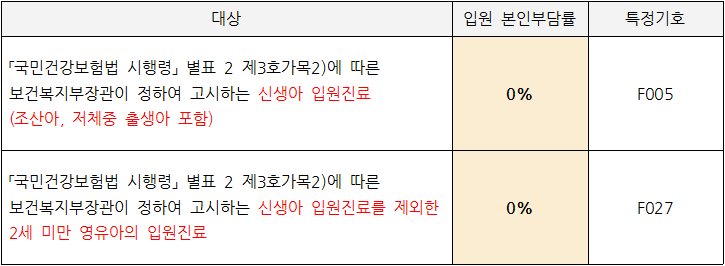 대상 입원 본인부담률 특정기호
「국민건강보험법 시행령」 별표 2 제3호가목2)에 따른
보건복지부장관이 정하여 고시하는 신생아 입원진료
(조산아, 저체중 출생아 포함)
0%
F005
「국민건강보험법 시행령」 별표 2 제3호가목2)에 따른
보건복지부장관이 정하여 고시하는 신생아 입원진료를 제외한
2세 미만 영유아의 입원진료
0%
F027